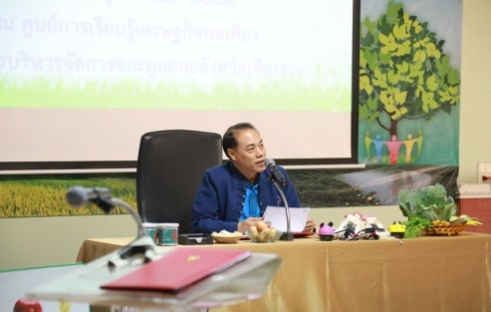 ณ ศูนย์การเรียนรู้เศรษฐกิจพอเพียง
รบริหารจัดการขยะมูลฝอยจังหวัดเชียงราย